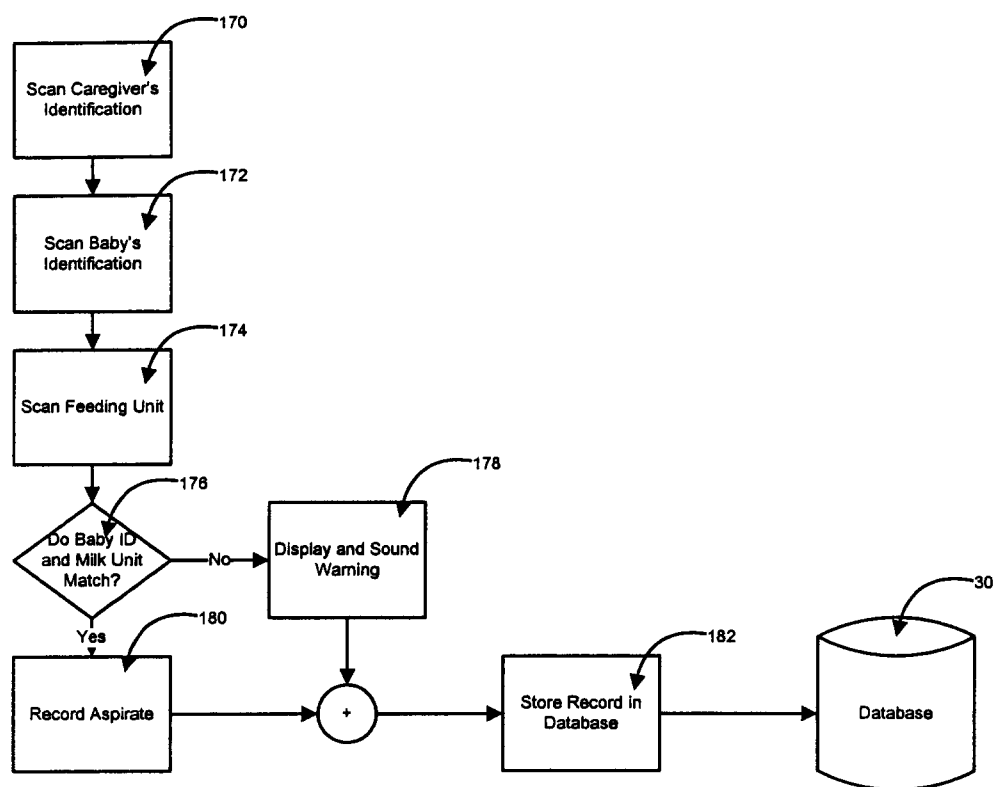 170
Scan Caregiver's
Identification
172
Scan Baby's
Identification
174
Scan Feeding Unit
176
178
Do Baby ID
and Milk Unit
Match?
No
Display and Sound
Warning
Yes
180
30
182
Record Aspirate
+
Store Record in
Database
Database